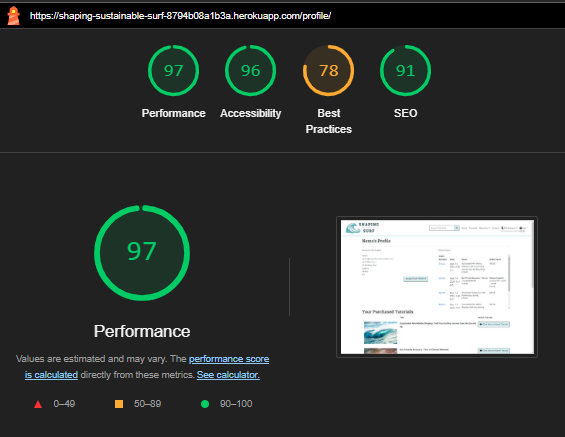 https://shaping-sustainable-surf-8794b08a1b3a.herokuapp.com/profile/
97
96
78
91
Performance
Accessibility
Best
Practices
SEO
97
Performance
Values are estimated and may vary. The performance score
is calculated directly from these metrics. See calculator.
0–49
50–89
90–100
SHAPING
SURF
Your Purchased Tutorials